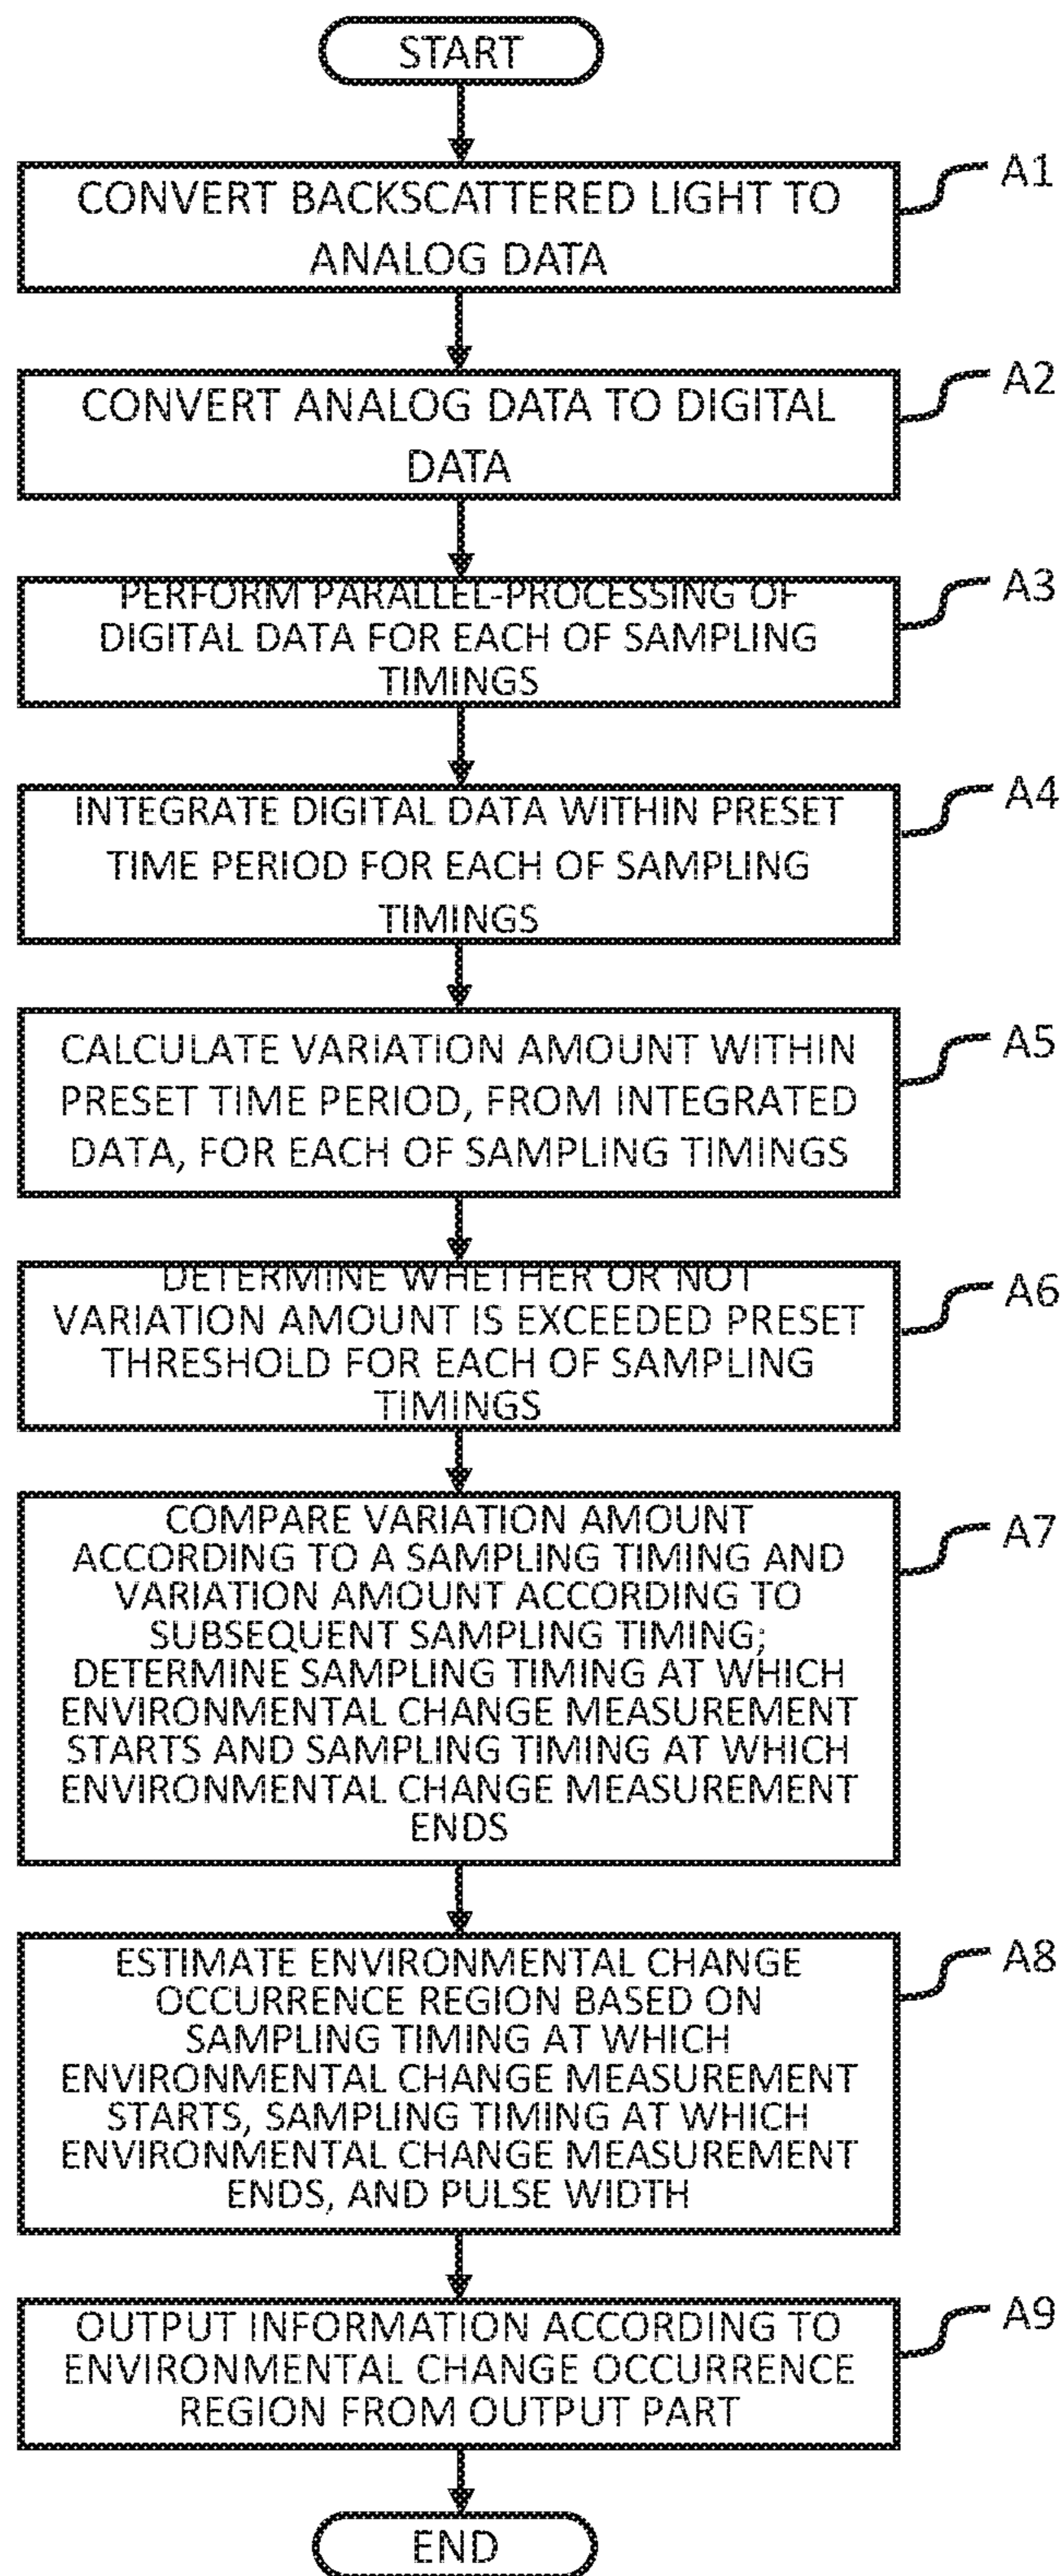 START
CONVERT BACKSCATTERED LIGHT TO
ANALOG DATA
A1
CONVERT ANALOG DATA TO DIGITAL
DATA
A2
PERFORM PARALLEL-PROCESSING OF
DIGITAL DATA FOR EACH OF SAMPLING
TIMINGS
A3
INTEGRATE DIGITAL DATA WITHIN PRESET
TIME PERIOD FOR EACH OF SAMPLING
TIMINGS
A4
CALCULATE VARIATION AMOUNT WITHIN
PRESET TIME PERIOD, FROM INTEGRATED
DATA, FOR EACH OF SAMPLING TIMINGS
A5
DETERMINE WHETHER OR NOT
VARIATION AMOUNT IS EXCEEDED PRESET
THRESHOLD FOR EACH OF SAMPLING
TIMINGS
A6
COMPARE VARIATION AMOUNT
ACCORDING TO A SAMPLING TIMING AND
VARIATION AMOUNT ACCORDING TO
SUBSEQUENT SAMPLING TIMING;
DETERMINE SAMPLING TIMING AT WHICH
ENVIRONMENTAL CHANGE MEASUREMENT
STARTS AND SAMPLING TIMING AT WHICH
ENVIRONMENTAL CHANGE MEASUREMENT
ENDS
A7
ESTIMATE ENVIRONMENTAL CHANGE
OCCURRENCE REGION BASED ON
SAMPLING TIMING AT WHICH
ENVIRONMENTAL CHANGE MEASUREMENT
STARTS, SAMPLING TIMING AT WHICH
ENVIRONMENTAL CHANGE MEASUREMENT
ENDS, AND PULSE WIDTH
A8
OUTPUT INFORMATION ACCORDING TO
ENVIRONMENTAL CHANGE OCCURRENCE
REGION FROM OUTPUT PART
A9
END